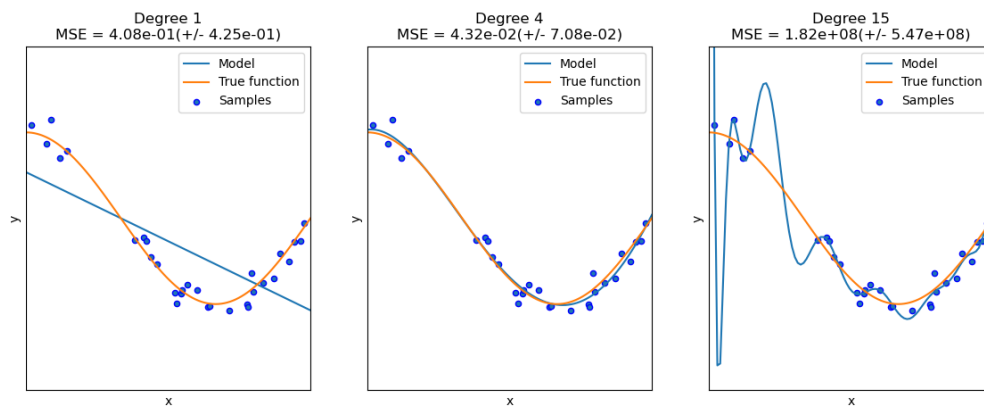 Degree 1
MSE = 4.08e-01(+/- 4.25e-01)
Model
True function
Samples
y
x
Degree 4
MSE = 4.32e-02(+/- 7.08e-02)
Model
True function
Samples
y
x
Degree 15
MSE = 1.82e+08(+/- 5.47e+08)
Model
True function
Samples
y
x